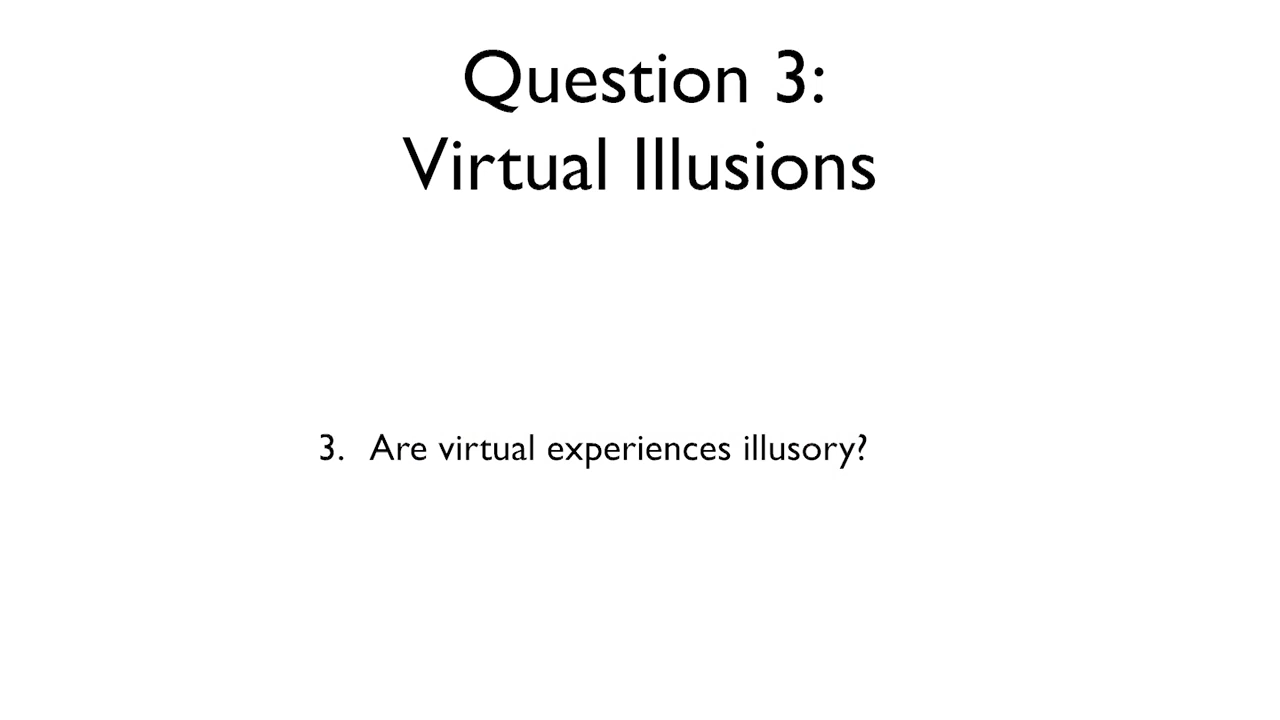 Question 3:
Virtual Illusions
3. Are virtual experiences illusory?